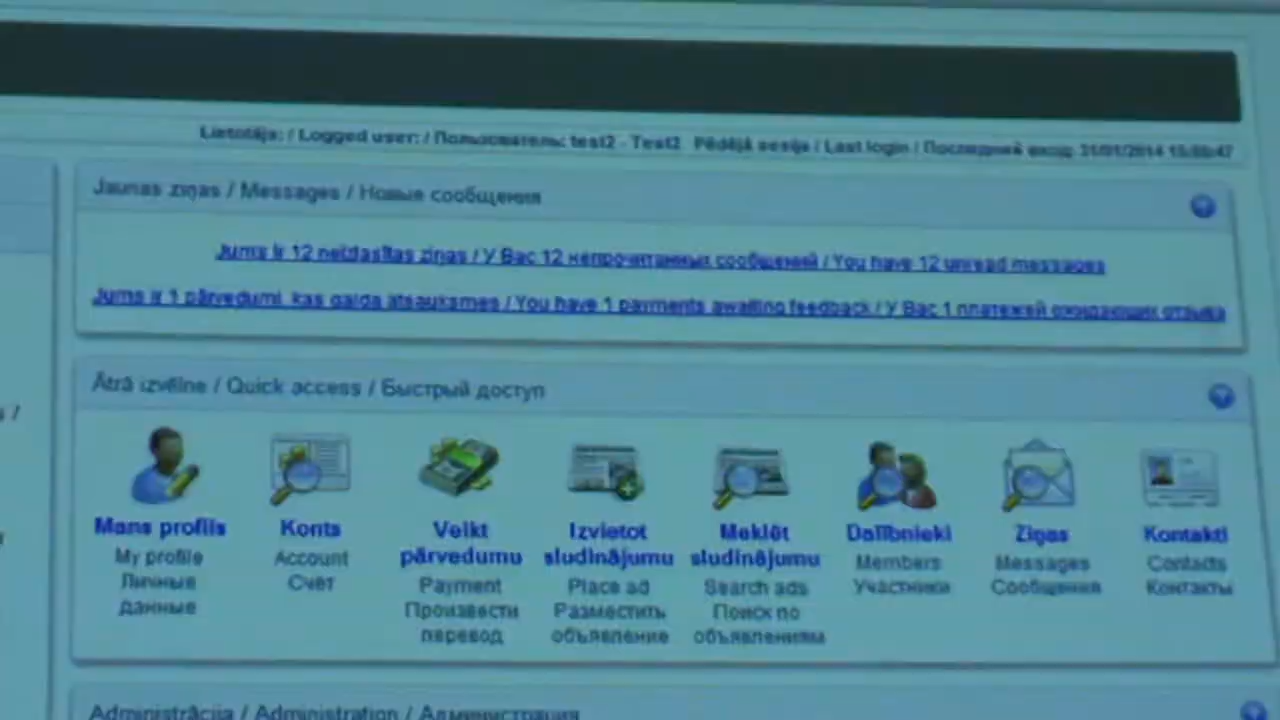 Lietotājs: / Logged user: / Пользователь: test2 - Test2 Pēdējā sesija / Last login / Последний вход: 31/01/2014
Jaunas ziņas / Messages / Новые сообщения
Jums ir 12 neizlasītas ziņas / У Вас 12 непрочитанных сообщений / You have 12 unread messages
Jums ir 1 pārvedumi, kas gaida atsauksmes / You have 1 payments awaiting feedback / У Вас 1 платежей ожидающих отзыва
Ātrā izvēlne / Quick access / Быстрый доступ
Mans profils
My profile
Личные
данные
Konts
Account
Счёт
Veikt
pārvedumu
Payment
Произвести
перевод
Izvietot
sludinājumu
Place ad
Разместить
объявление
Meklēt
sludinājumu
Search ads
Поиск по
объявлениям
Dalībnieki
Members
Участники
Ziņas
Messages
Сообщения
Kontakti
Contacts
Контакты
Administrācija / Administration / Администрация